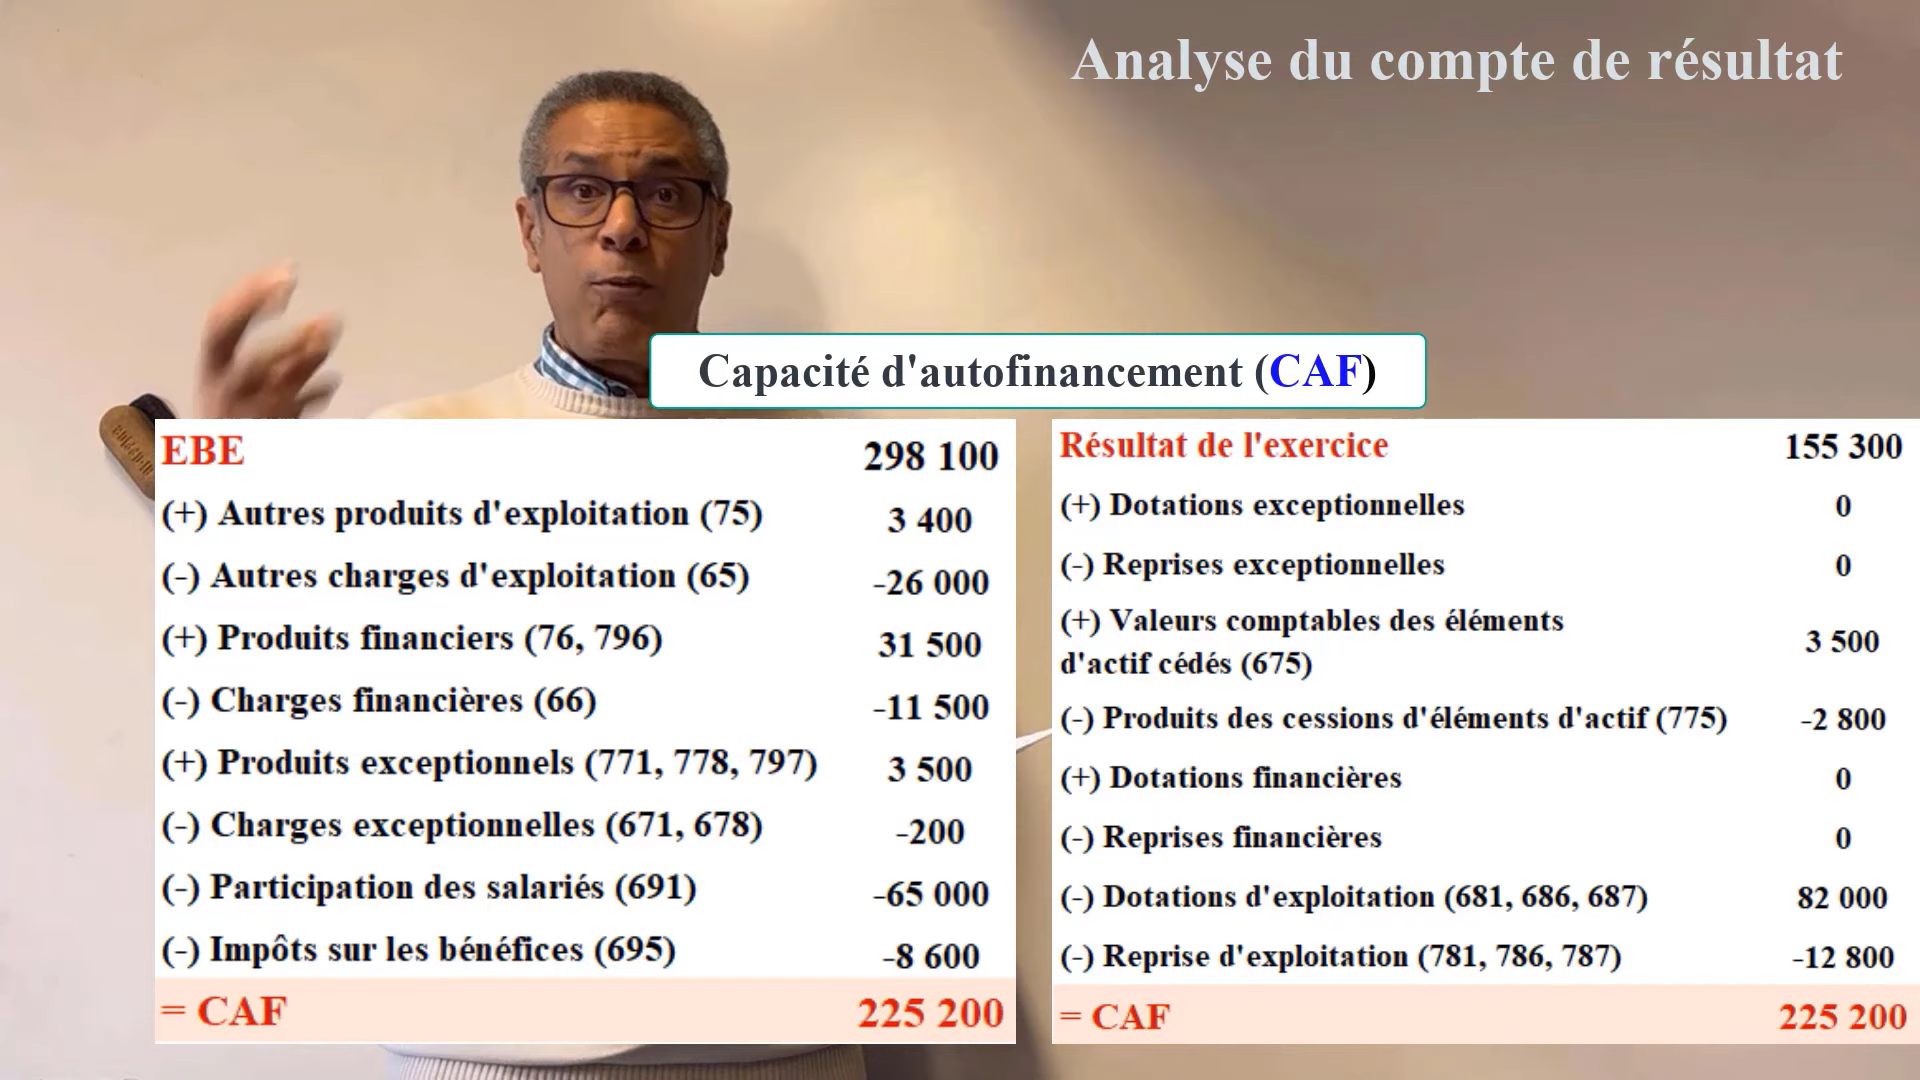 Analyse du compte de résultat
Capacité d'autofinancement (CAF)
EBE 298 100
(+) Autres produits d'exploitation (75) 3 400
(-) Autres charges d'exploitation (65) -26 000
(+) Produits financiers (76, 796) 31 500
(-) Charges financières (66) -11 500
(+) Produits exceptionnels (771, 778, 797) 3 500
(-) Charges exceptionnelles (671, 678) -200
(-) Participation des salariés (691) -65 000
(-) Impôts sur les bénéfices (695) -8 600
= CAF 225 200
Résultat de l'exercice 155 300
(+) Dotations exceptionnelles 0
(-) Reprises exceptionnelles 0
(+) Valeurs comptables des éléments
d'actif cédés (675) 3 500
(-) Produits des cessions d'éléments d'actif (775) -2 800
(+) Dotations financières 0
(-) Reprises financières 0
(-) Dotations d'exploitation (681, 686, 687) 82 000
(-) Reprise d'exploitation (781, 786, 787) -12 800
= CAF 225 200